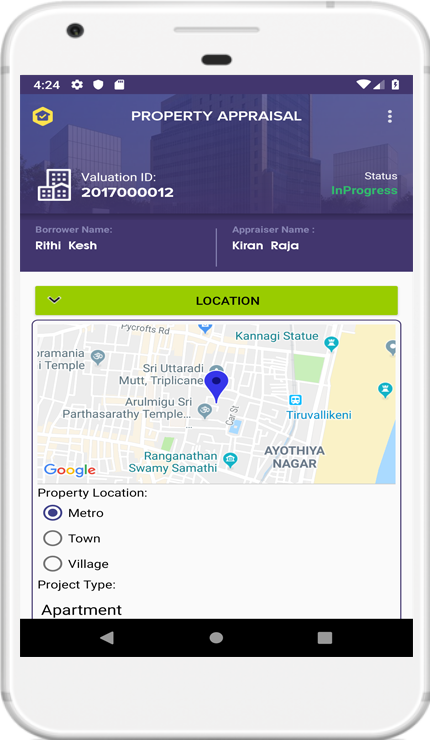 4:24
PROPERTY APPRAISAL
Valuation ID:
2017000012
Status
InProgress
Borrower Name:
Rithi Kesh
Appraiser Name :
Kiran Raja
LOCATION
Pycrofts Rd
Kannagi Statue
oramania
i Temple
Sri Uttaradi
Mutt, Triplicane
Arulmigu Sri
Parthasarathy Temple...
Car St
Tiruvallikeni
Ranganathan
Swamy Samathi
AYOTHIYA
NAGAR
Google
Property Location:
Metro
Town
Village
Project Type:
Apartment